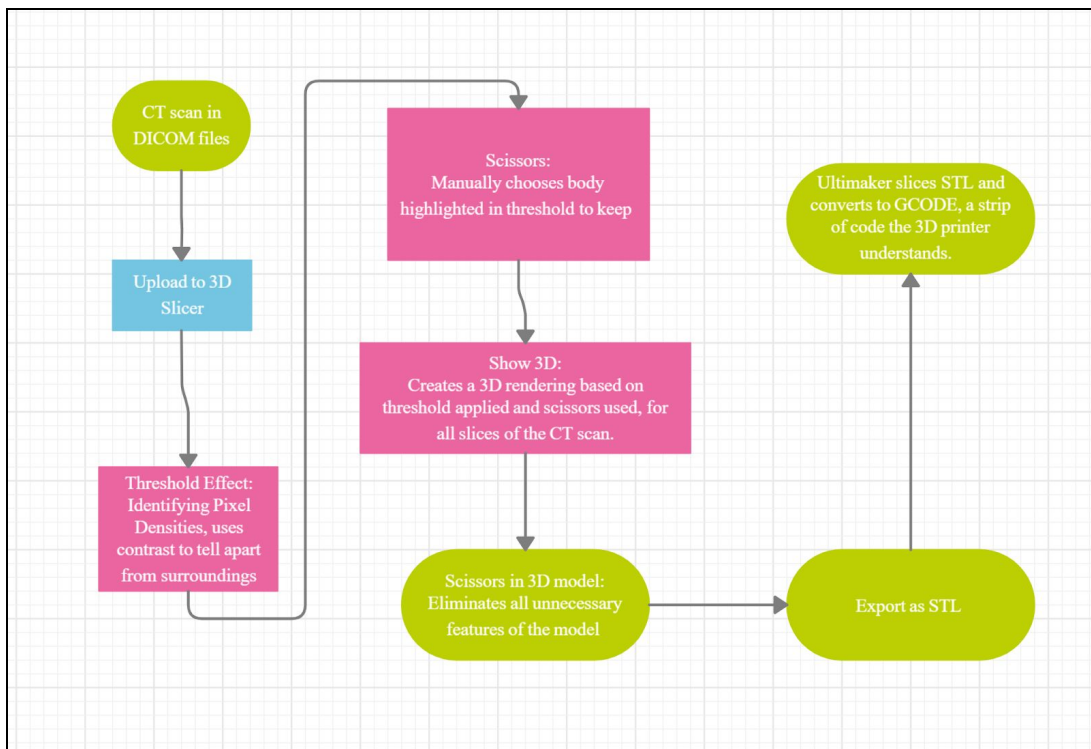 CT scan in
DICOM files
Upload to 3D
Slicer
Threshold Effect:
Identifying Pixel
Densities, uses
contrast to tell apart
from surroundings
Scissors:
Manually chooses body
highlighted in threshold to keep
Show 3D:
Creates a 3D rendering based on
threshold applied and scissors used, for
all slices of the CT scan.
Scissors in 3D model:
Eliminates all unnecessary
features of the model
Export as STL
Ultimaker slices STL and
converts to GCODE, a strip
of code the 3D printer
understands.